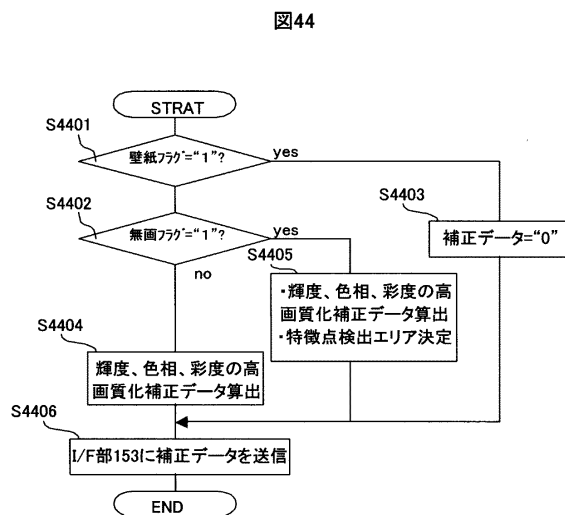 図44
STRAT
S4401
壁紙フラグ="1"?
yes
S4402
無画フラグ="1"?
yes
S4403
補正データ="0"
no
S4405
・輝度、色相、彩度の高
画質化補正データ算出
・特徴点検出エリア決定
S4404
輝度、色相、彩度の高
画質化補正データ算出
S4406
I/F部153に補正データを送信
END